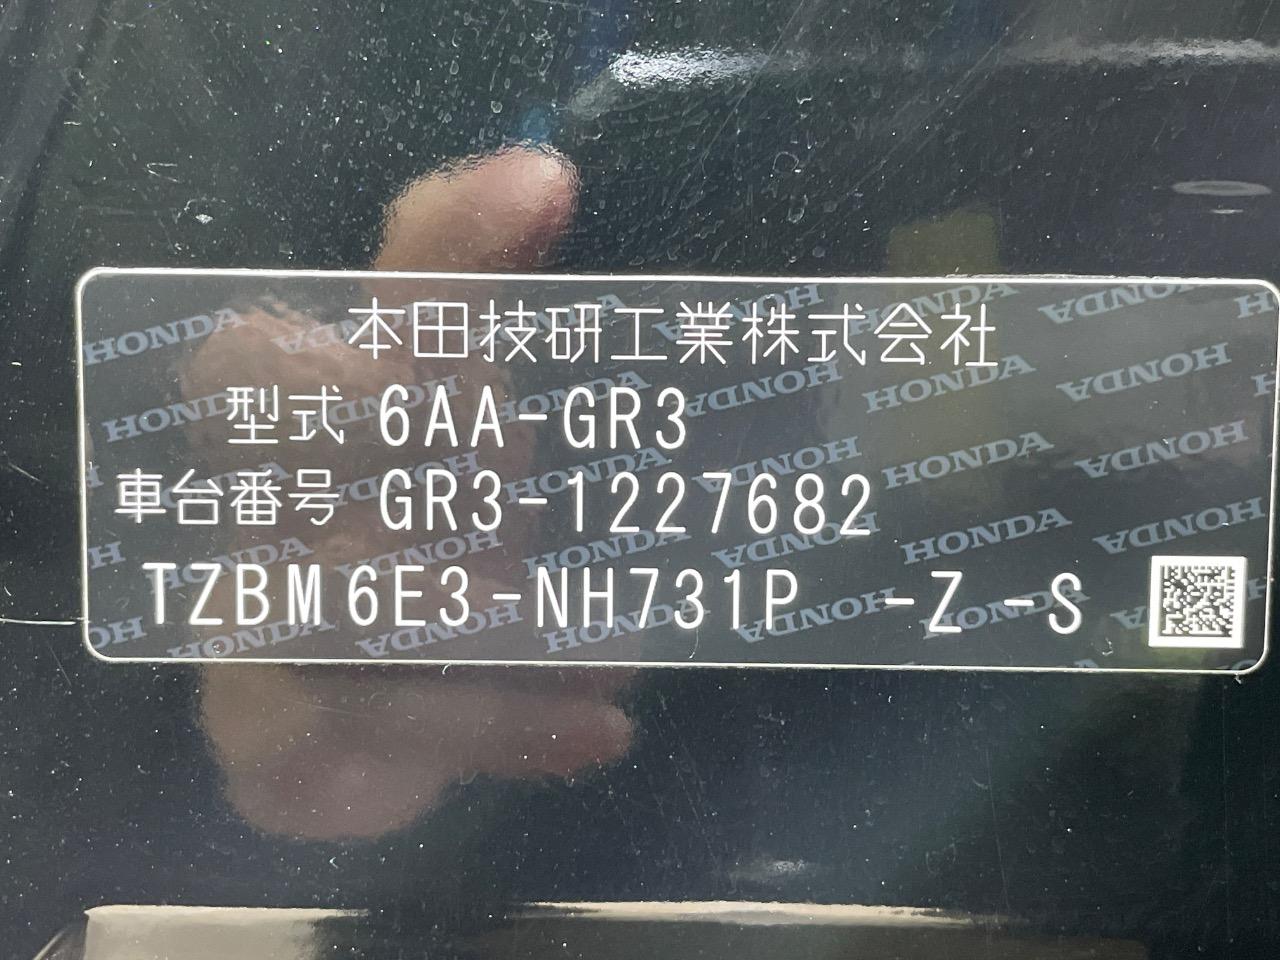 本田技研工業株式会社
型式 6AA-GR3
車台番号 GR3-1227682
TZBM6E3-NH731P -Z -S